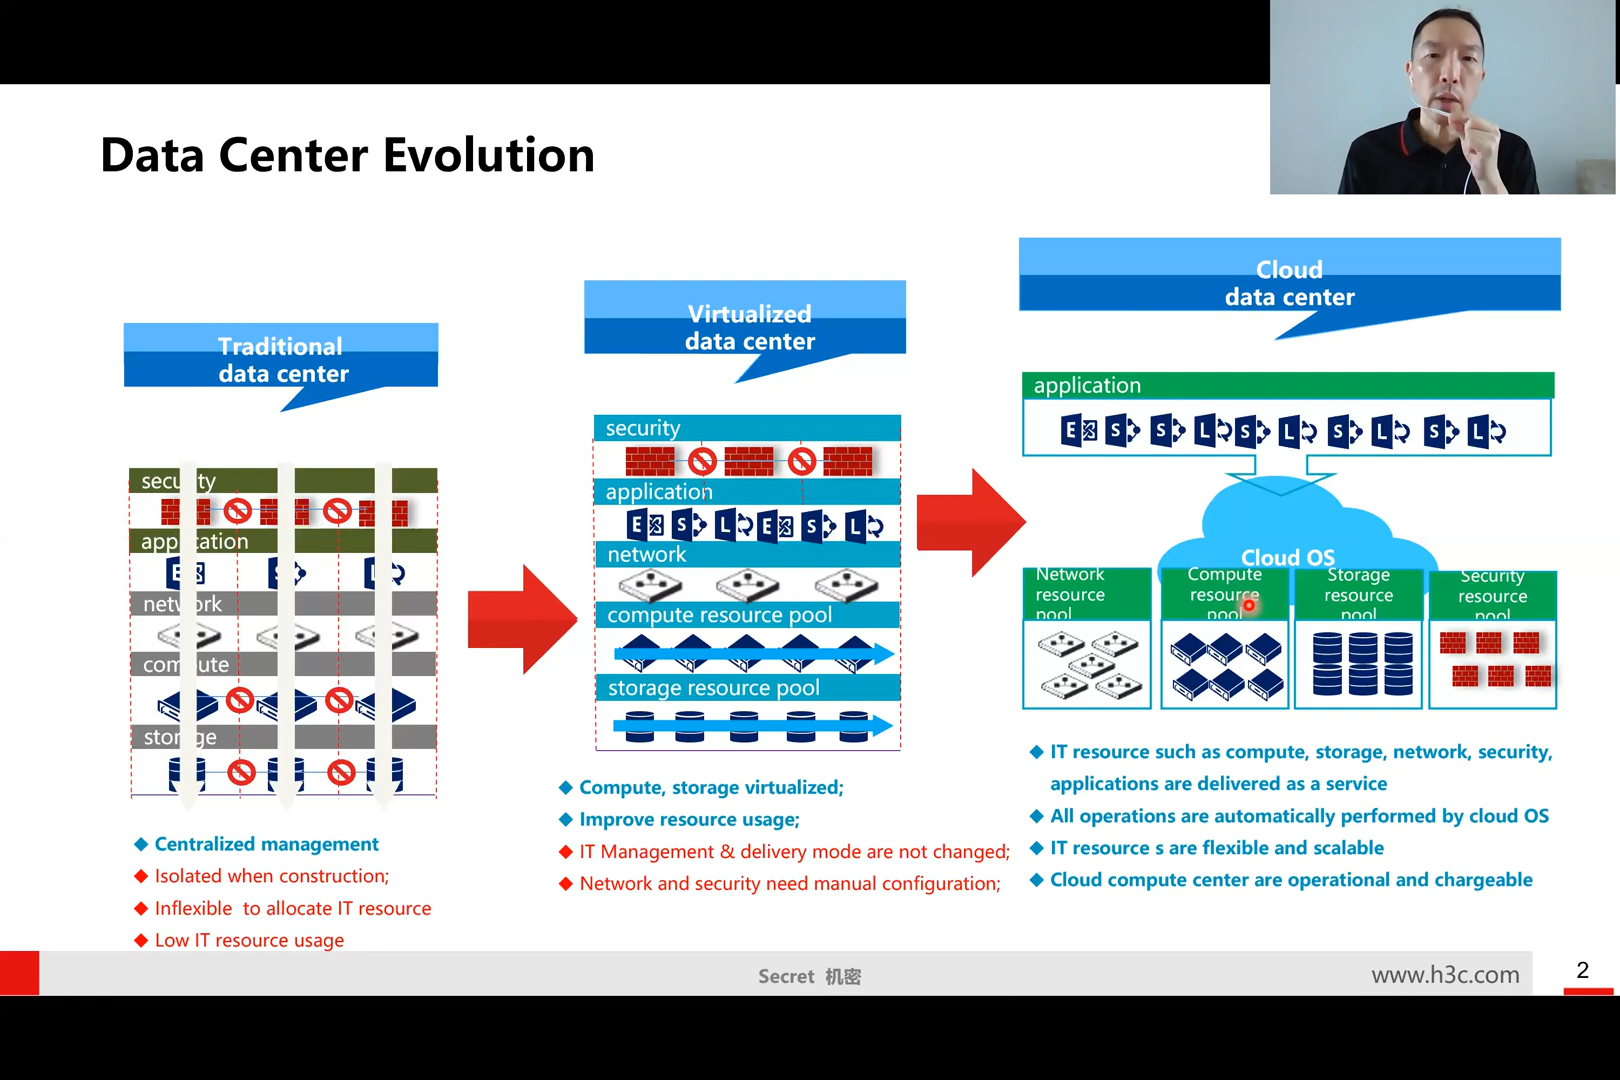 Data Center Evolution
Traditional
data center
security
application
network
compute
storage
Centralized management
Isolated when construction;
Inflexible to allocate IT resource
Low IT resource usage
Virtualized
data center
security
application
E S L E S L
network
compute resource pool
storage resource pool
Compute, storage virtualized;
Improve resource usage;
IT Management & delivery mode are not changed;
Network and security need manual configuration;
Cloud
data center
application
E S S L S L S L S L
Cloud OS
Network
resource
pool
Compute
resource
pool
Storage
resource
pool
Security
resource
pool
IT resource such as compute, storage, network, security,
applications are delivered as a service
All operations are automatically performed by cloud OS
IT resource s are flexible and scalable
Cloud compute center are operational and chargeable
Secret 机密
www.h3c.com
2